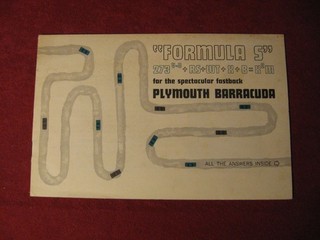 "FORMULA S"
for the spectacular fastback
PLYMOUTH BARRACUDA
ALL THE ANSWERS INSIDE